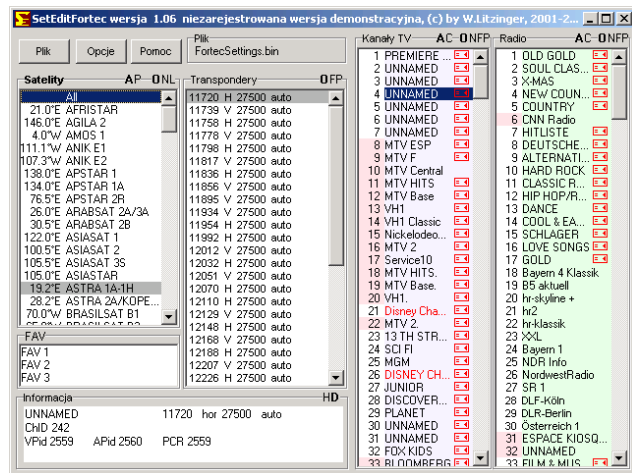 SetEditFortec wersja 1.06 niezarejestrowana wersja demonstracyjna, (c) by W.Litzinger, 2001-2...
Plik
Opcje
Pomoc
Plik
FortecSettings.bin
Satelity AP ONL
All
21.0°E AFRISTAR
146.0°E AGILA 2
4.0°W AMOS 1
111.1°W ANIK E1
107.3°W ANIK E2
138.0°E APSTAR 1
134.0°E APSTAR 1A
76.5°E APSTAR 2R
26.0°E ARABSAT 2A/3A
30.5°E ARABSAT 2B
122.0°E ASIASAT 1
100.5°E ASIASAT 2
105.5°E ASIASAT 3S
105.0°E ASIASTAR
19.2°E ASTRA 1A-1H
28.2°E ASTRA 2A/KOPE...
70.0°W BRASILSAT B1
Transpondery OFP
11720 H 27500 auto
11739 V 27500 auto
11758 H 27500 auto
11778 V 27500 auto
11798 H 27500 auto
11817 V 27500 auto
11836 H 27500 auto
11856 V 27500 auto
11895 V 27500 auto
11934 V 27500 auto
11954 H 27500 auto
11992 H 27500 auto
12012 V 27500 auto
12032 H 27500 auto
12051 V 27500 auto
12070 H 27500 auto
12110 H 27500 auto
12129 V 27500 auto
12148 H 27500 auto
12168 V 27500 auto
12188 H 27500 auto
12207 V 27500 auto
12226 H 27500 auto
FAV
FAV 1
FAV 2
FAV 3
Informacja HD
UNNAMED 11720 hor 27500 auto
ChID 242
VPid 2559 APid 2560 PCR 2559
Kanały TV AC-ONFP
1 PREMIERE ...
2 UNNAMED
3 UNNAMED
4 UNNAMED
5 UNNAMED
6 UNNAMED
7 UNNAMED
8 MTV ESP
9 MTV F
10 MTV Central
11 MTV HITS
12 MTV Base
13 VH1
14 VH1 Classic
15 Nickelodeo...
16 MTV 2
17 Service10
18 MTV HITS.
19 MTV Base.
20 VH1.
21 Disney Cha...
22 MTV 2.
23 13 TH STR...
24 SCI FI
25 MGM
26 DISNEY CH...
27 JUNIOR
28 DISCOVER...
29 PLANET
30 UNNAMED
31 UNNAMED
32 FOX KIDS
33 BLOOMBERG
Radio AC-ONFP
1 OLD GOLD
2 SOUL CLAS...
3 X-MAS
4 NEW COUN...
5 COUNTRY
6 CNN Radio
7 HITLISTE
8 DEUTSCHE...
9 ALTERNATI...
10 HARD ROCK
11 CLASSIC R...
12 HIP HOP/R...
13 DANCE
14 COOL & EA...
15 SCHLAGER
16 LOVE SONGS
17 GOLD
18 Bayern 4 Klassik
19 B5 aktuell
20 hr-skyline +
21 hr2
22 hr-klassik
23 XXL
24 Bayern 1
25 NDR Info
26 NordwestRadio
27 SR 1
28 DLF-Köln
29 DLR-Berlin
30 Österreich 1
31 ESPACE KIOSQ...
32 UNNAMED
33 FILM & MUS...